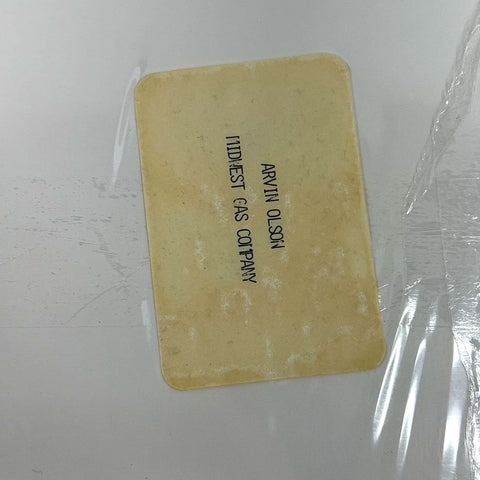 ARVIN OLSON
MIDWEST GAS COMPANY